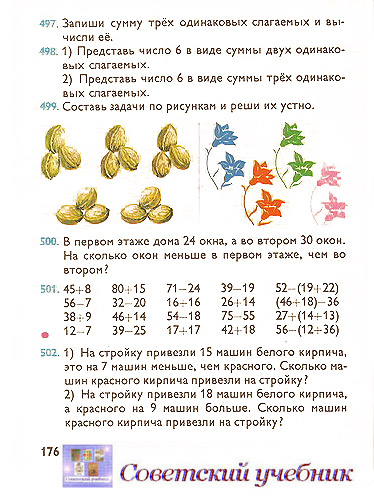 497. Запиши сумму трёх одинаковых слагаемых и вы-
числи её.
498. 1) Представь число 6 в виде суммы двух одинако-
вых слагаемых.
2) Представь число 6 в виде суммы трёх одинако-
вых слагаемых.
499. Составь задачи по рисункам и реши их устно.
500. В первом этаже дома 24 окна, а во втором 30 окон.
На сколько окон меньше в первом этаже, чем во
втором?
501. 45+8 80+15 71−24 39−19 52−(19+22)
56−7 32−20 16+16 26+14 (46+18)−36
38+9 46+14 54−18 75−55 27+(14+13)
12−7 39−25 17+17 42+18 56−(12+36)
502. 1) На стройку привезли 15 машин белого кирпича,
это на 7 машин меньше, чем красного. Сколько ма-
шин красного кирпича привезли на стройку?
2) На стройку привезли 18 машин белого кирпича,
а красного на 9 машин больше. Сколько машин
красного кирпича привезли на стройку?
176
Советский учебник